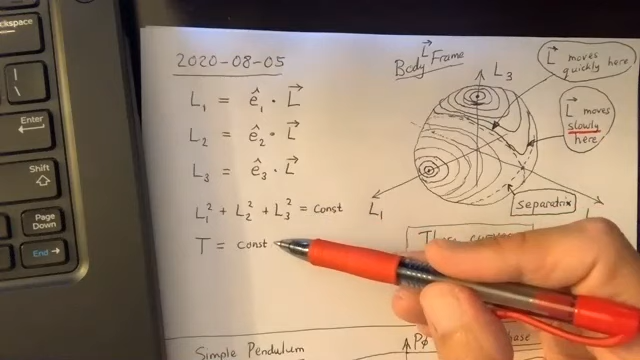 Backspace
\
Enter
Shift
Page
Down
End
2020-08-05
L₁ = ê₁ · L⃗
L₂ = ê₂ · L⃗
L₃ = ê₃ · L⃗
L₁² + L₂² + L₃² = const
T = const
Body L⃗ Frame
L₃
L₁
L⃗ moves
quickly here
L⃗ moves
slowly
here
separatrix
Simple Pendulum
Pø